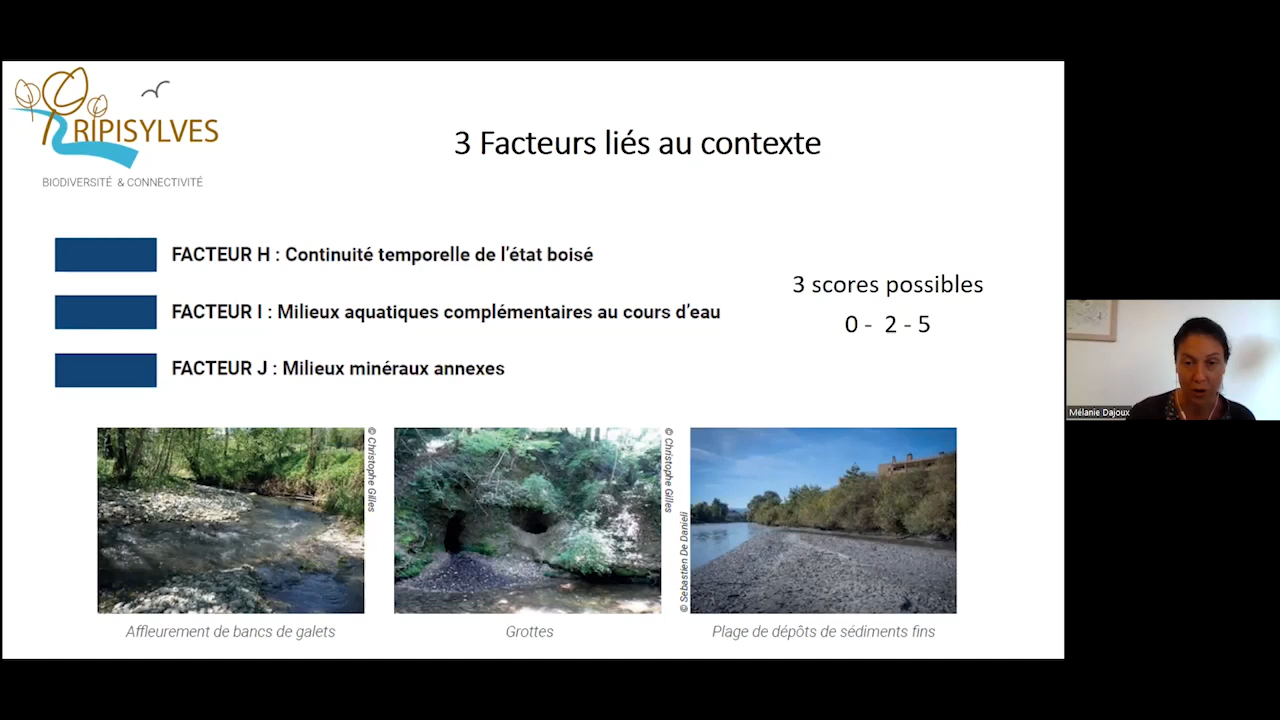 RIPISYLVES
BIODIVERSITÉ & CONNECTIVITÉ
3 Facteurs liés au contexte
FACTEUR H : Continuité temporelle de l'état boisé
FACTEUR I : Milieux aquatiques complémentaires au cours d'eau
FACTEUR J : Milieux minéraux annexes
3 scores possibles
0 - 2 - 5
© Christophe Gilles
© Christophe Gilles
© Sebastien De Danieli
Affleurement de bancs de galets
Grottes
Plage de dépôts de sédiments fins
Mélanie Dajoux